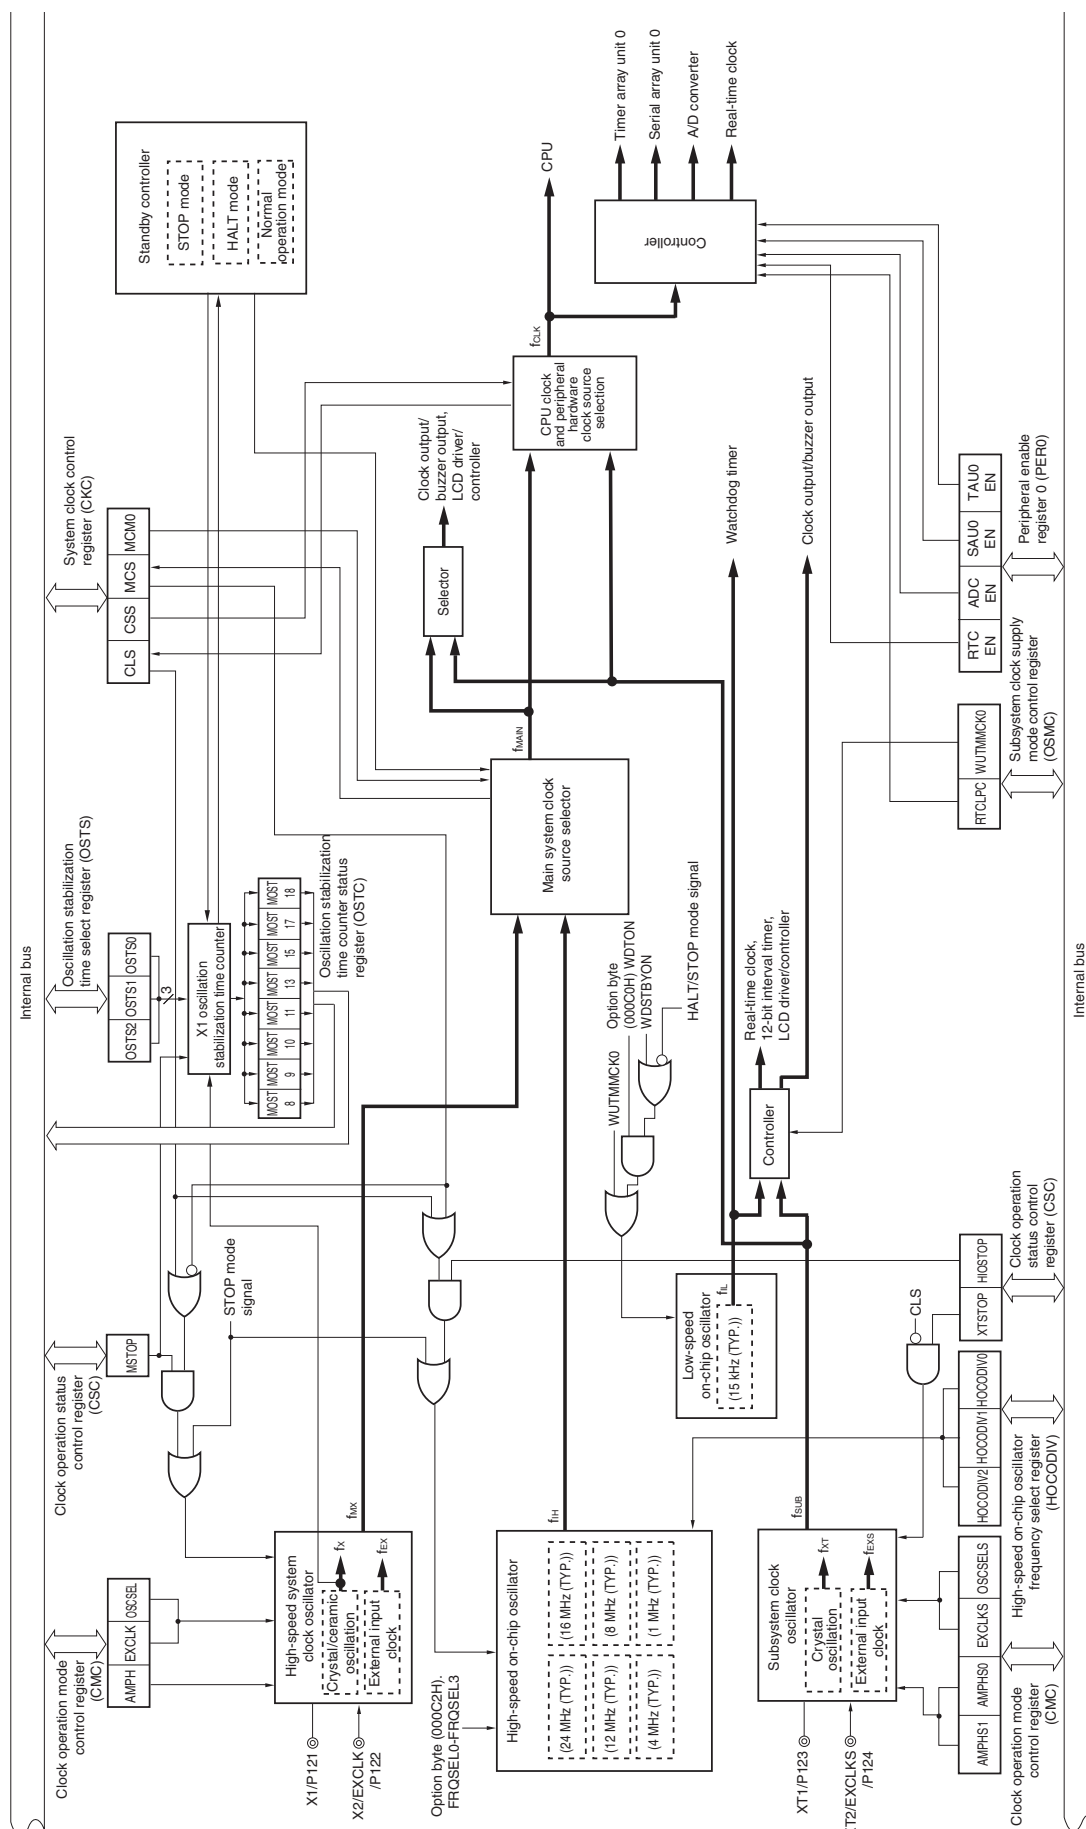 Internal bus
Clock operation mode
control register
(CMC)
AMPH
EXCLK
OSCSEL
Clock operation status
control register
(CSC)
MSTOP
Oscillation stabilization
time select register (OSTS)
OSTS2
OSTS1
OSTS0
3
System clock control
register (CKC)
CLS
CSS
MCS
MCM0
Standby controller
STOP mode
HALT mode
Normal
operation mode
X1 oscillation
stabilization time counter
MOST
8
MOST
9
MOST
10
MOST
11
MOST
13
MOST
15
MOST
17
MOST
18
Oscillation stabilization
time counter status
register (OSTC)
STOP mode
signal
X1/P121
X2/EXCLK
/P122
High-speed system
clock oscillator
Crystal/ceramic
oscillation
fX
External input
clock
fEX
fMX
Option byte (000C2H).
FRQSEL0-FRQSEL3
High-speed on-chip oscillator
(24 MHz (TYP.))
(16 MHz (TYP.))
(12 MHz (TYP.))
(8 MHz (TYP.))
(4 MHz (TYP.))
(1 MHz (TYP.))
fIH
Main system clock
source selector
fMAIN
Selector
Clock output/
buzzer output,
LCD driver/
controller
CPU clock
and peripheral
hardware
clock source
selection
fCLK
CPU
Controller
Timer array unit 0
Serial array unit 0
A/D converter
Real-time clock
WUTMMCK0
Option byte
(000C0H) WDTON
WDSTBYON
HALT/STOP mode signal
Low-speed
on-chip oscillator
(15 kHz (TYP.))
fIL
Watchdog timer
Controller
Real-time clock,
12-bit interval timer,
LCD driver/controller
Clock output/buzzer output
XT1/P123
XT2/EXCLKS
/P124
Subsystem clock
oscillator
Crystal
oscillation
fXT
External input
clock
fEXS
fSUB
CLS
AMPHS1
AMPHS0
EXCLKS
OSCSELS
Clock operation mode
control register
(CMC)
HOCODIV2
HOCODIV1
HOCODIV0
High-speed on-chip oscillator
frequency select register
(HOCODIV)
XTSTOP
HIOSTOP
Clock operation
status control
register (CSC)
RTCLPC
WUTMMCK0
Subsystem clock supply
mode control register
(OSMC)
RTC
EN
ADC
EN
SAU0
EN
TAU0
EN
Peripheral enable
register 0 (PER0)
Internal bus